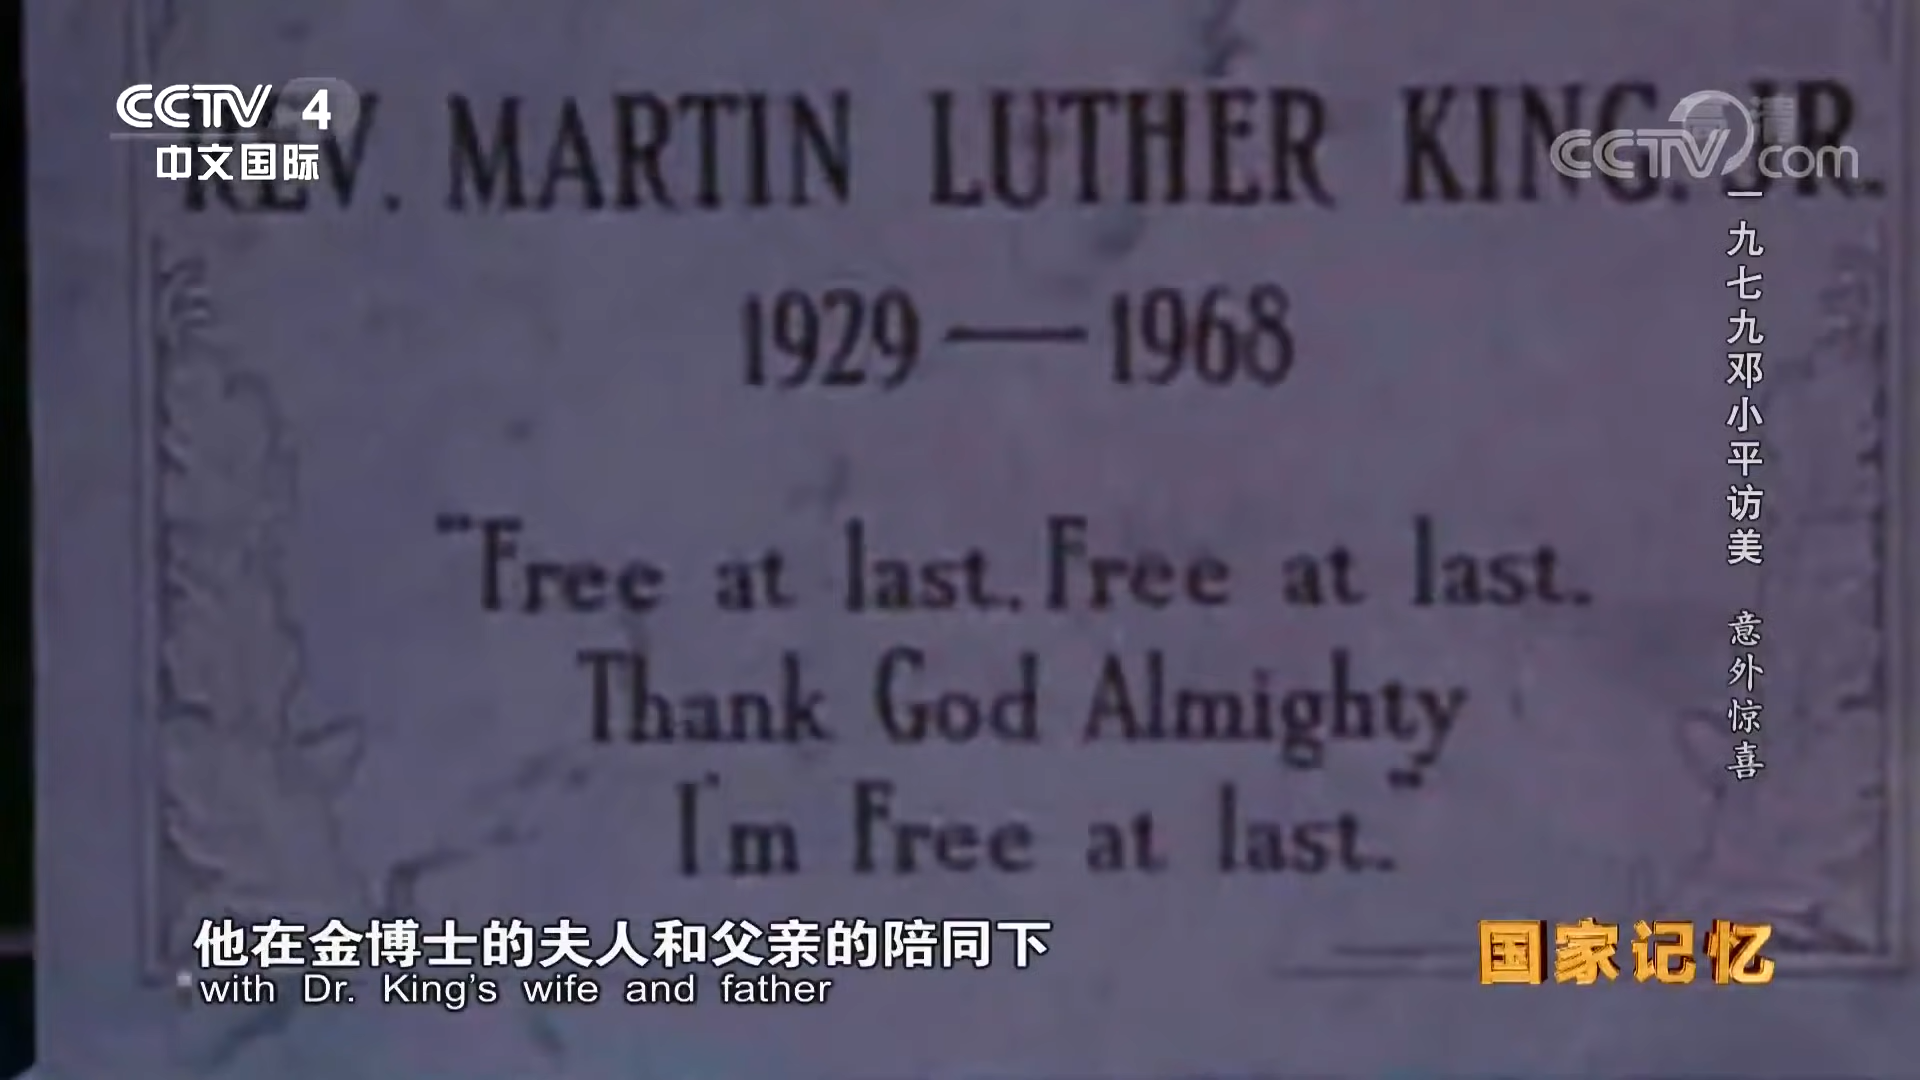 CCTV 4
中文国际
高清
CCTV.com
REV. MARTIN LUTHER KING, JR.
1929—1968
"Free at last. Free at last.
Thank God Almighty
I'm Free at last."
一九七九邓小平访美 意外惊喜
他在金博士的夫人和父亲的陪同下
with Dr. King's wife and father
国家记忆